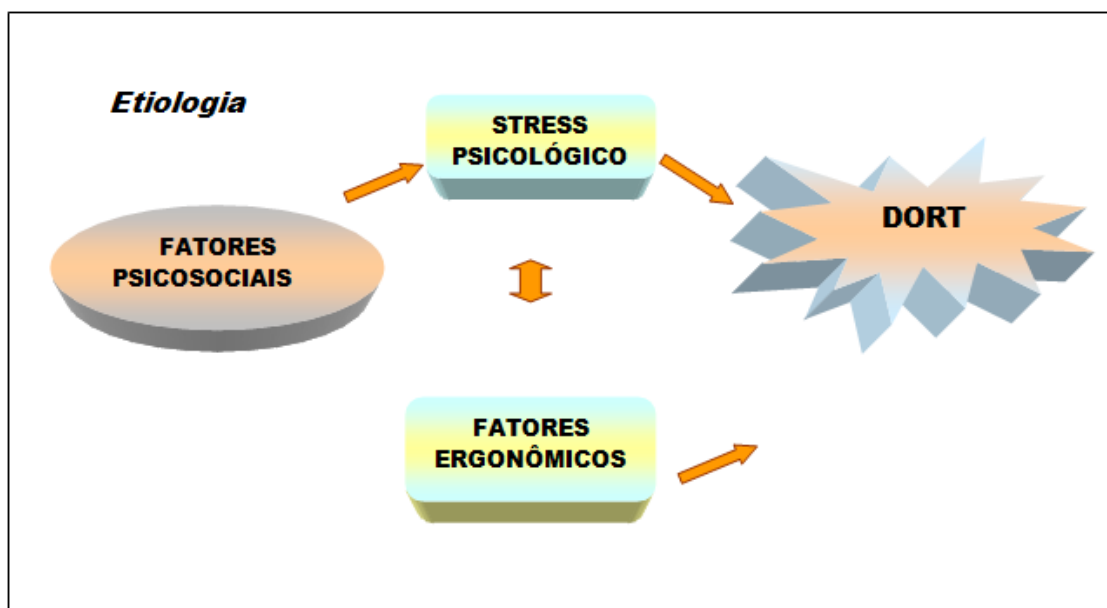 Etiologia
STRESS
PSICOLÓGICO
FATORES
PSICOSOCIAIS
DORT
FATORES
ERGONÔMICOS